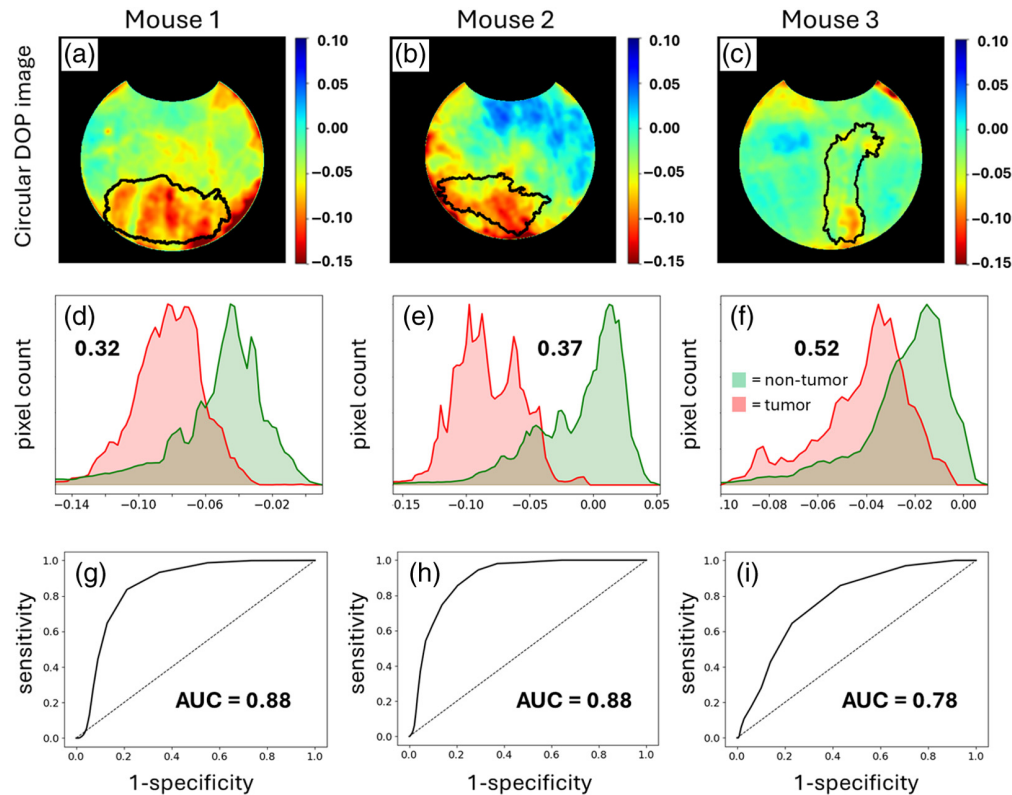 Mouse 1 Mouse 2 Mouse 3
Circular DOP image
(a) (b) (c)
0.10 0.10 0.10
0.05 0.05 0.05
0.00 0.00 0.00
−0.05 −0.05 −0.05
−0.10 −0.10 −0.10
−0.15 −0.15 −0.15
(d) (e) (f)
0.32 0.37 0.52
= non-tumor
= tumor
pixel count pixel count pixel count
−0.14 −0.10 −0.06 −0.02
−0.15 −0.10 −0.05 0.00 0.05
.10 −0.08 −0.06 −0.04 −0.02 0.00
(g) (h) (i)
1.0 1.0 1.0
0.8 0.8 0.8
0.6 0.6 0.6
0.4 0.4 0.4
0.2 0.2 0.2
0.0 0.0 0.0
sensitivity sensitivity sensitivity
AUC = 0.88 AUC = 0.88 AUC = 0.78
0.0 0.2 0.4 0.6 0.8 1.0
0.0 0.2 0.4 0.6 0.8 1.0
0.0 0.2 0.4 0.6 0.8 1.0
1-specificity 1-specificity 1-specificity